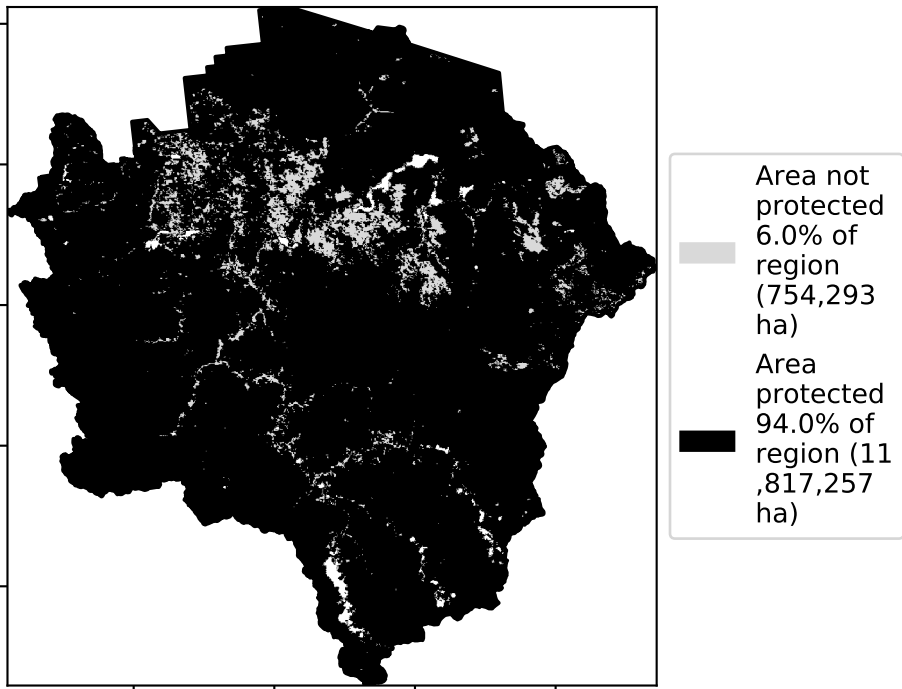 Area not
protected
6.0% of
region
(754,293
ha)
Area
protected
94.0% of
region (11
,817,257
ha)